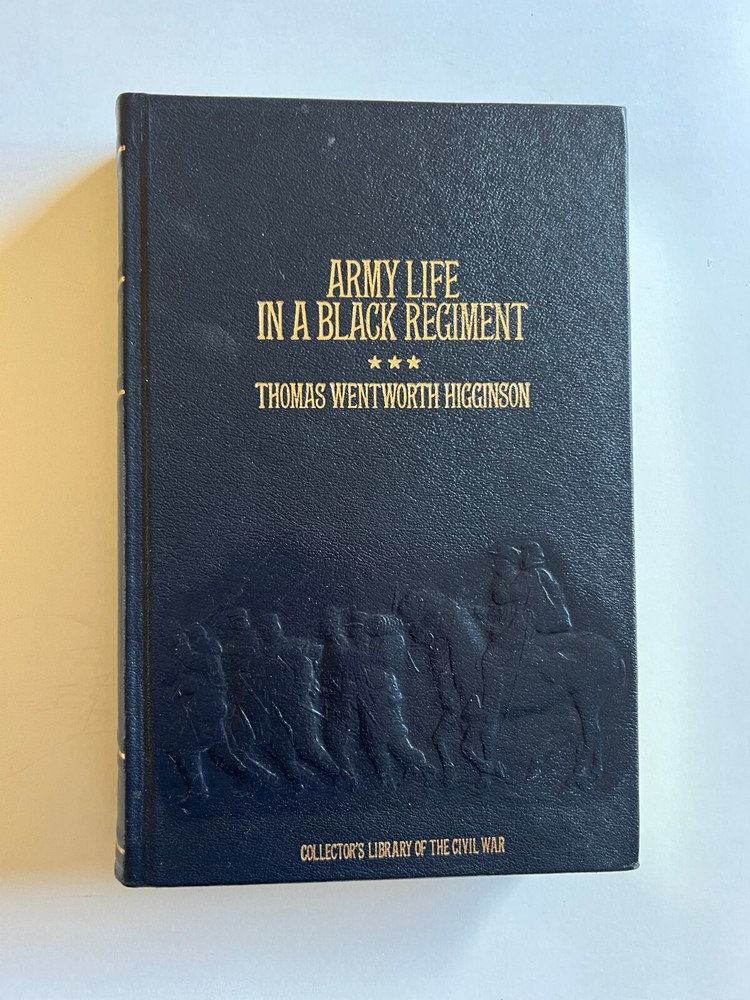 ARMY LIFE
IN A BLACK REGIMENT
★★★
THOMAS WENTWORTH HIGGINSON
COLLECTOR'S LIBRARY OF THE CIVIL WAR